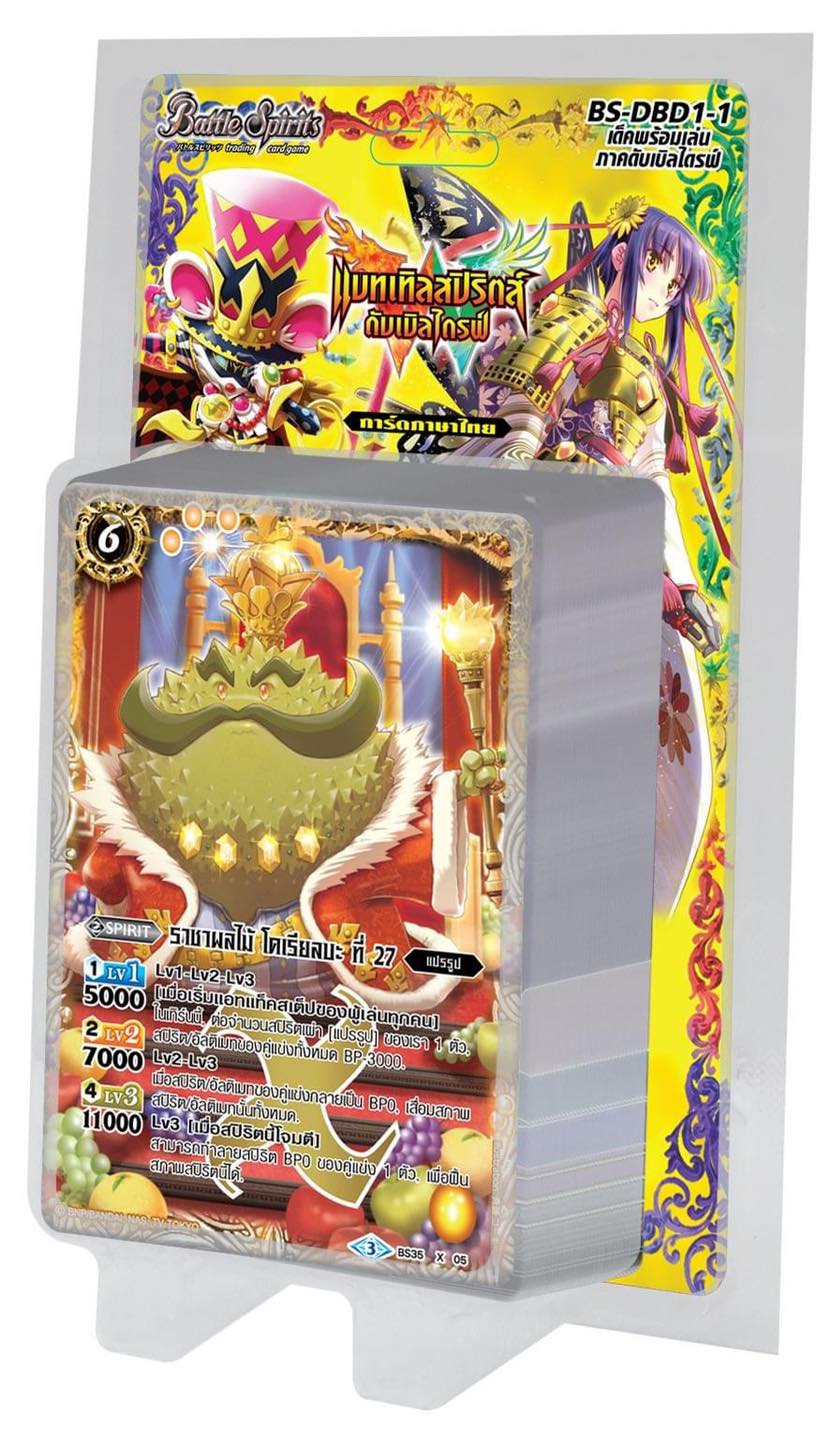 Battle Spirits
バトルスピリッツ trading card game
BS-DBD1-1
เด็คพร้อมเล่น
ภาคดับเบิลไดรฟ์
แบทเทิลสปิริตส์
ดับเบิลไดรฟ์
การ์ดภาษาไทย
6
2 SPIRIT
ราชาผลไม้ โดเรียลบะ ที่ 27
แปรรูป
1 LV1
5000
2 LV2
7000
4 LV3
11000
Lv1-Lv2-Lv3
[เมื่อเริ่มแอทแท็คสเต็ปของผู้เล่นทุกคน]
ในเทิร์นนี้, ต่อจำนวนสปิริตเผ่า [แปรรูป] ของเรา 1 ตัว,
สปิริต/อัลติเมทของคู่แข่งทั้งหมด BP-3000.
Lv2-Lv3
เมื่อสปิริต/อัลติเมทของคู่แข่งกลายเป็น BP0, เสื่อมสภาพ
สปิริต/อัลติเมทนั้นทั้งหมด.
Lv3 [เมื่อสปิริตนี้โจมตี]
สามารถทำลายสปิริต BP0 ของคู่แข่ง 1 ตัว, เพื่อฟื้น
สภาพสปิริตนี้ได้.
© BNP/BANDAI, NAS, TV TOKYO
3
BS35 X 05